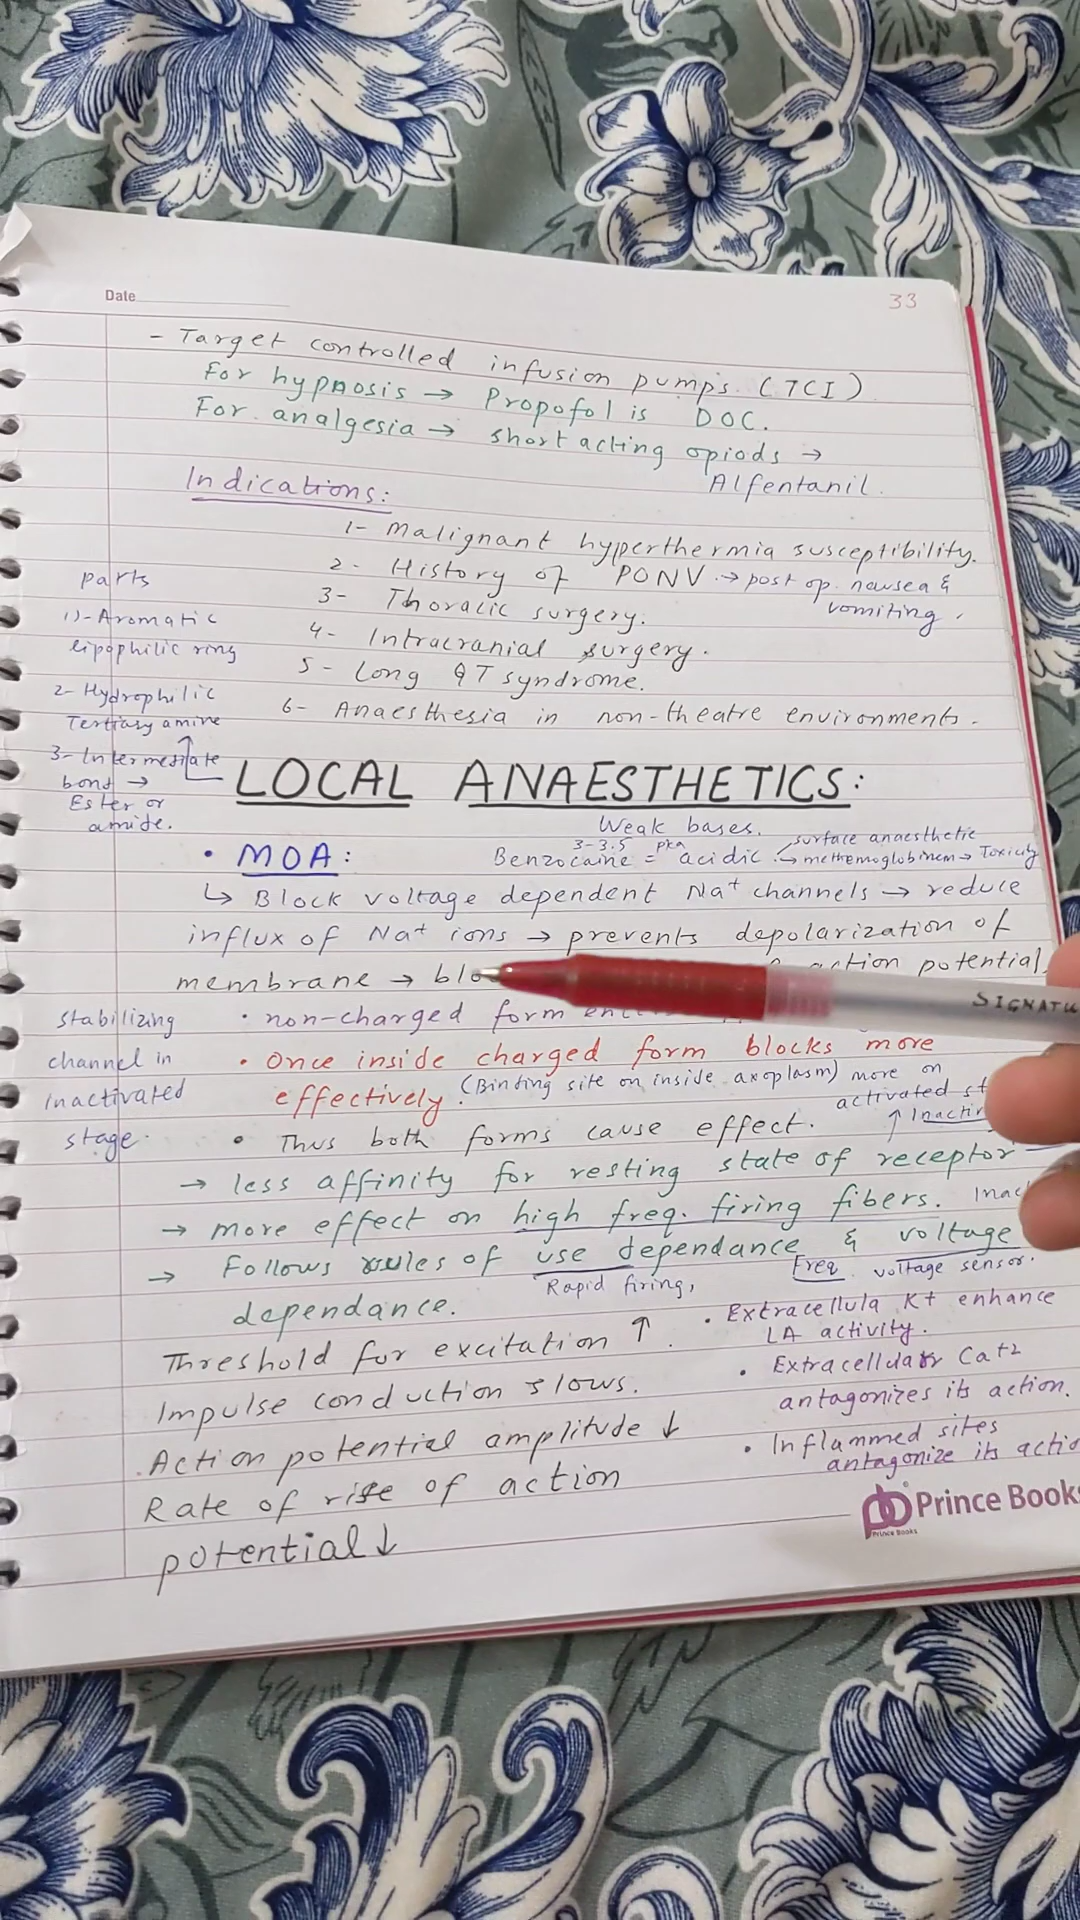 Date
33
- Target controlled infusion pumps. (TCI)
For hypnosis → Propofol is DOC.
For analgesia → short acting opiods →
Alfentanil.
Indications:
1- Malignant hyperthermia susceptibility.
2- History of PONV → post op. nausea &
vomiting.
3- Thoracic surgery.
4- Intracranial surgery.
5- Long QT syndrome.
6- Anaesthesia in non-theatre environments.
parts
1)- Aromatic
lipophilic ring
2- Hydrophilic
Tertiary amine
3- Intermediate
bond →
Ester or
amide.
LOCAL ANAESTHETICS:
Weak bases.
• MOA:
3-3.5 pka surface anaesthetic
Benzocaine = acidic. → methemoglobinem → Toxicity
↳ Block voltage dependent Na+ channels → reduce
influx of Na+ ions → prevents depolarization of
membrane → action potential.
• non-charged form
• Once inside charged form blocks more
effectively. (Binding site on inside axoplasm) more on
activated
↑
• Thus both forms cause effect.
stabilizing
channel in
inactivated
stage.
→ less affinity for resting state of receptor
→ more effect on high freq. firing fibers.
→ Follows rules of use dependance & voltage
Rapid firing, Freq voltage sensor.
dependance.
Threshold for excitation ↑
Impulse conduction slows.
Action potential amplitude ↓
Rate of rise of action
potential ↓
• Extracellula K+ enhance
LA activity.
• Extracellular Ca+2
antagonizes its action.
• Inflammed sites
antagonize its
SIGNATU
pb Prince Books
Prince Books